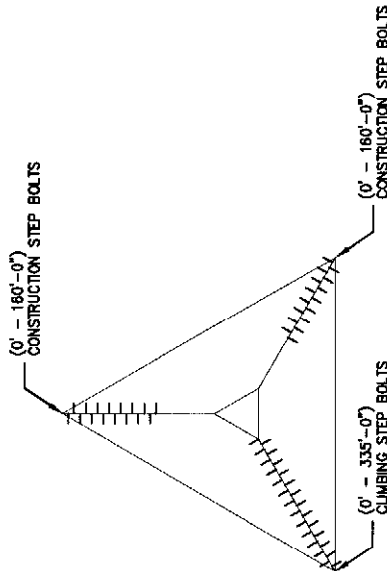 (0' - 160'-0")
CONSTRUCTION STEP BOLTS
(0' - 160'-0")
CONSTRUCTION STEP BOLTS
(0' - 335'-0")
CLIMBING STEP BOLTS